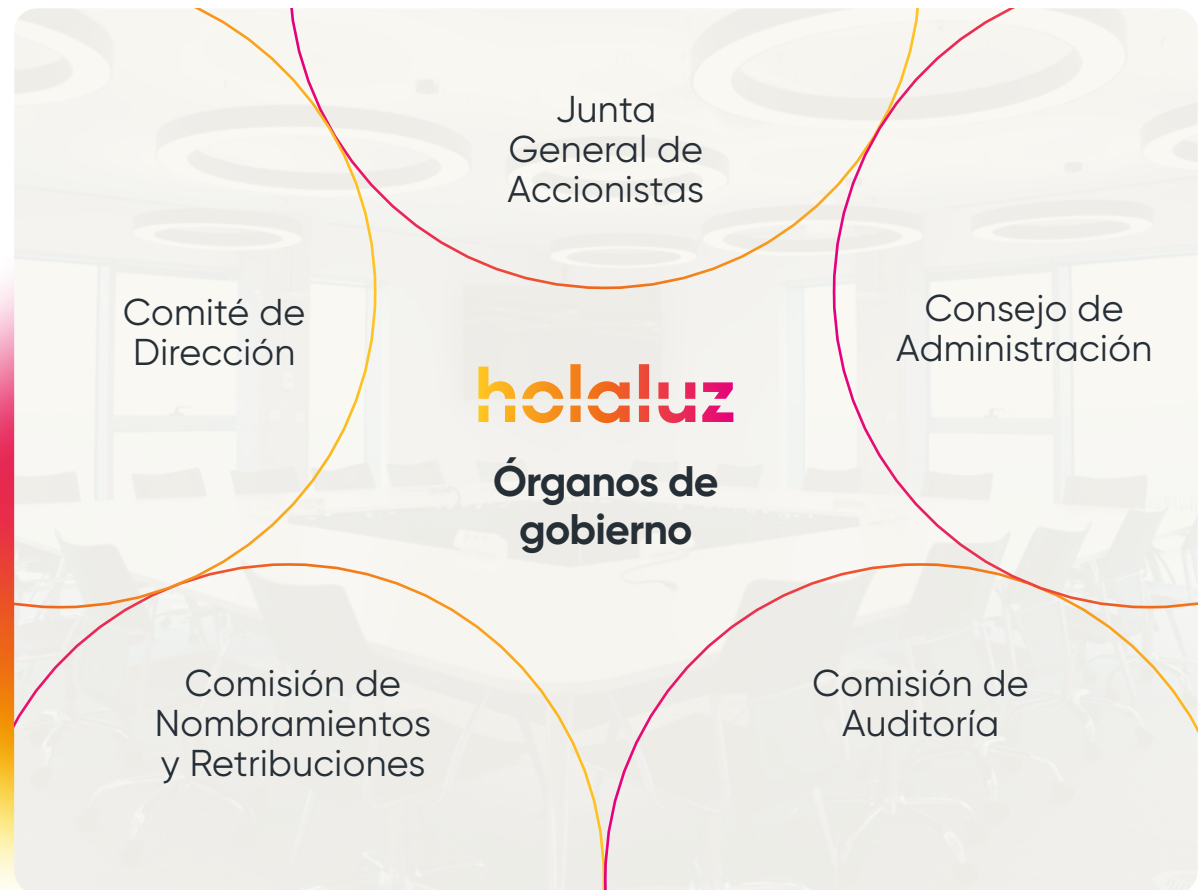 Junta
General de
Accionistas
Comité de
Dirección
Consejo de
Administración
holaluz
Órganos de
gobierno
Comisión de
Nombramientos
y Retribuciones
Comisión de
Auditoría